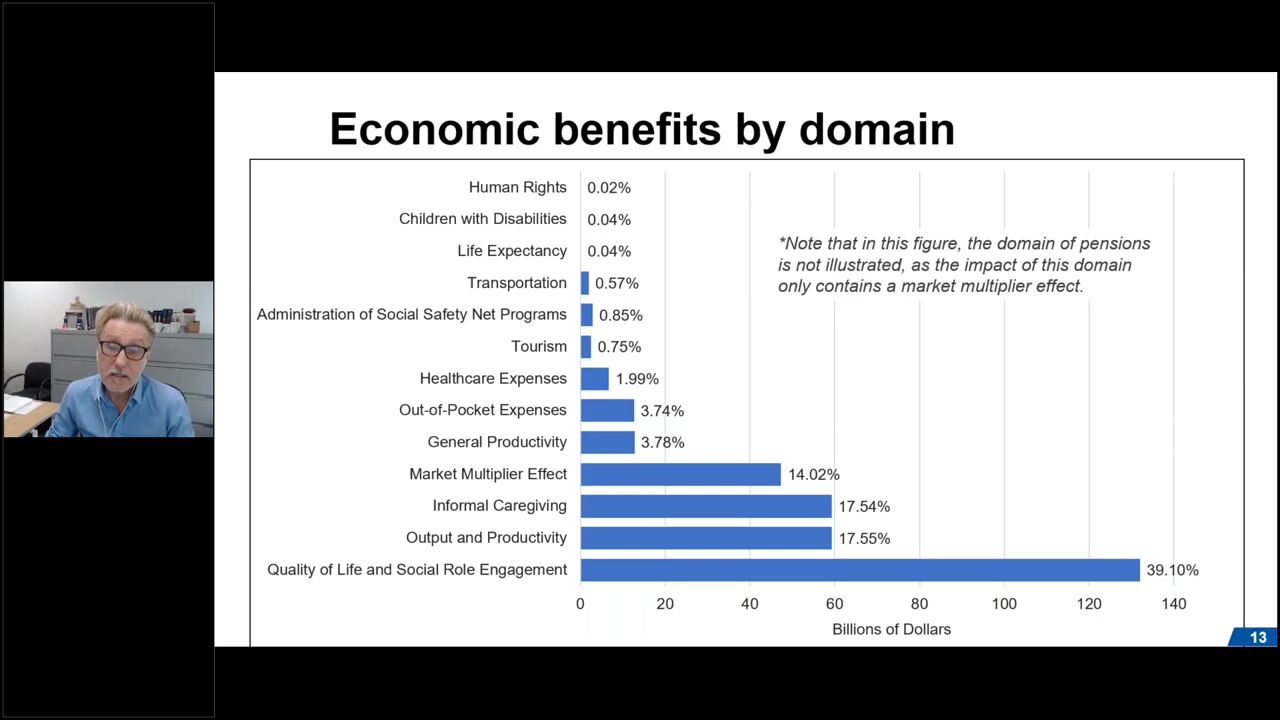 Economic benefits by domain
Human Rights 0.02%
Children with Disabilities 0.04%
Life Expectancy 0.04%
Transportation 0.57%
Administration of Social Safety Net Programs 0.85%
Tourism 0.75%
Healthcare Expenses 1.99%
Out-of-Pocket Expenses 3.74%
General Productivity 3.78%
Market Multiplier Effect 14.02%
Informal Caregiving 17.54%
Output and Productivity 17.55%
Quality of Life and Social Role Engagement 39.10%
*Note that in this figure, the domain of pensions
is not illustrated, as the impact of this domain
only contains a market multiplier effect.
0 20 40 60 80 100 120 140
Billions of Dollars
13